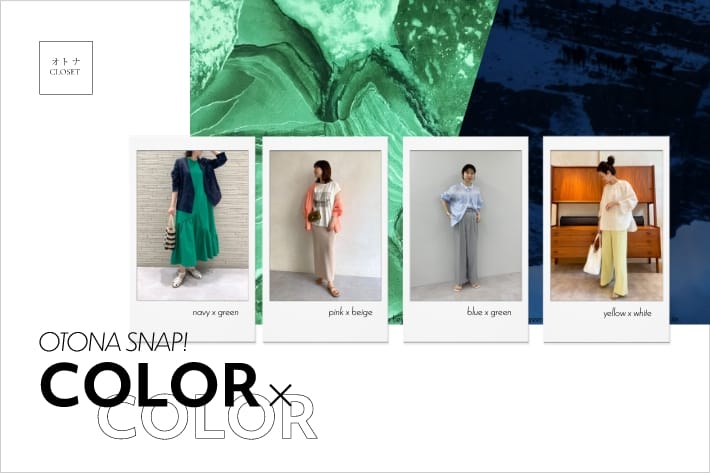 オトナ
CLOSET
navy x green
pink x beige
blue x green
yellow x white
OTONA SNAP!
COLOR×
COLOR